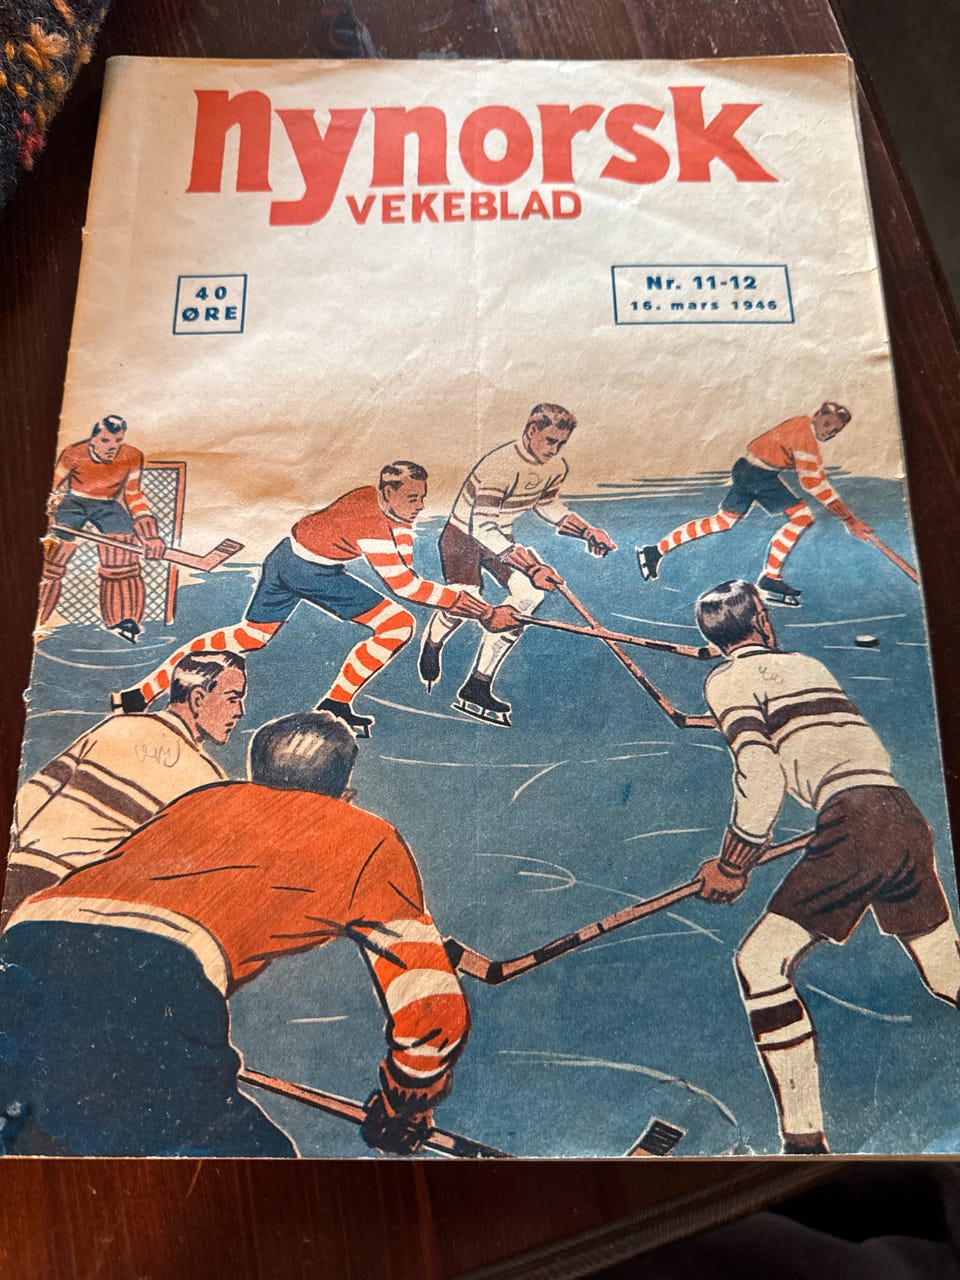 nynorsk
VEKEBLAD
40
ØRE
Nr. 11-12
16. mars 1946